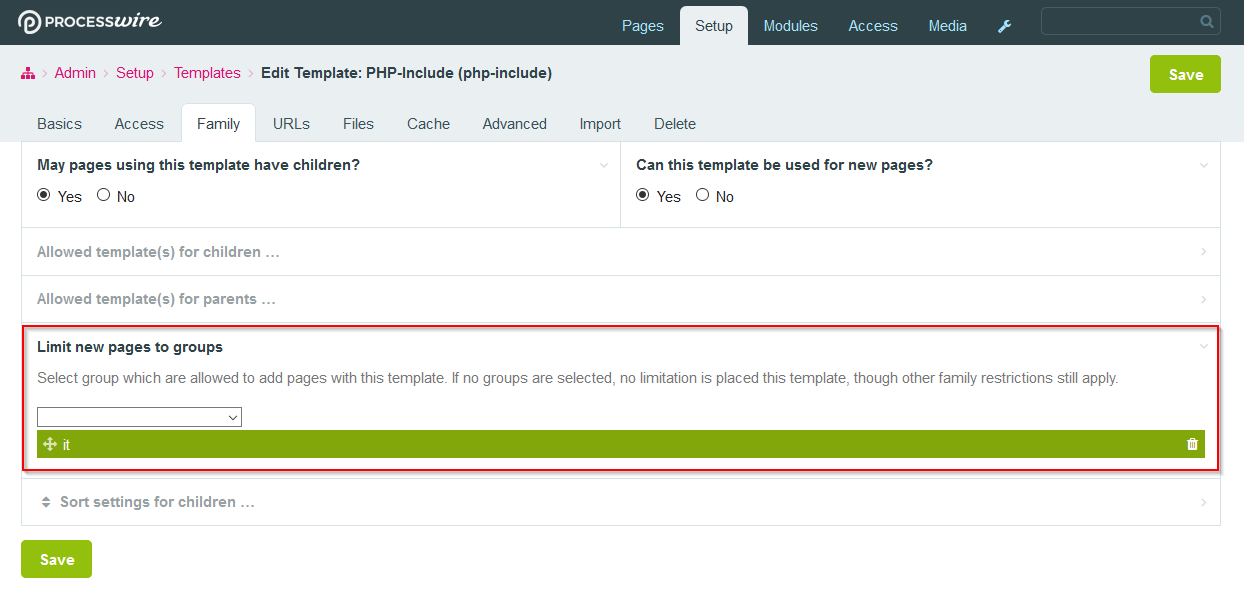 PROCESSWIRE
Pages Setup Modules Access Media
Admin Setup Templates Edit Template: PHP-Include (php-include)
Save
Basics Access Family URLs Files Cache Advanced Import Delete
May pages using this template have children?
Yes No
Can this template be used for new pages?
Yes No
Allowed template(s) for children ...
Allowed template(s) for parents ...
Limit new pages to groups
Select group which are allowed to add pages with this template. If no groups are selected, no limitation is placed this template, though other family restrictions still apply.
it
Sort settings for children ...
Save